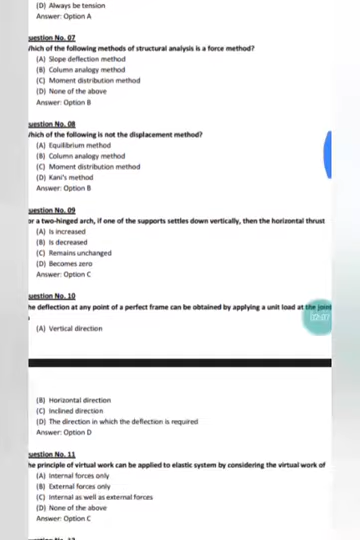 (D) Always be tension
Answer: Option A
uestion No. 07
hich of the following methods of structural analysis is a force method?
(A) Slope deflection method
(B) Column analogy method
(C) Moment distribution method
(D) None of the above
Answer: Option B
uestion No. 08
hich of the following is not the displacement method?
(A) Equilibrium method
(B) Column analogy method
(C) Moment distribution method
(D) Kani's method
Answer: Option B
uestion No. 09
or a two-hinged arch, if one of the supports settles down vertically, then the horizontal thrust
(A) Is increased
(B) Is decreased
(C) Remains unchanged
(D) Becomes zero
Answer: Option C
uestion No. 10
he deflection at any point of a perfect frame can be obtained by applying a unit load at the joint
(A) Vertical direction
(B) Horizontal direction
(C) Inclined direction
(D) The direction in which the deflection is required
Answer: Option D
uestion No. 11
he principle of virtual work can be applied to elastic system by considering the virtual work of
(A) Internal forces only
(B) External forces only
(C) Internal as well as external forces
(D) None of the above
Answer: Option C